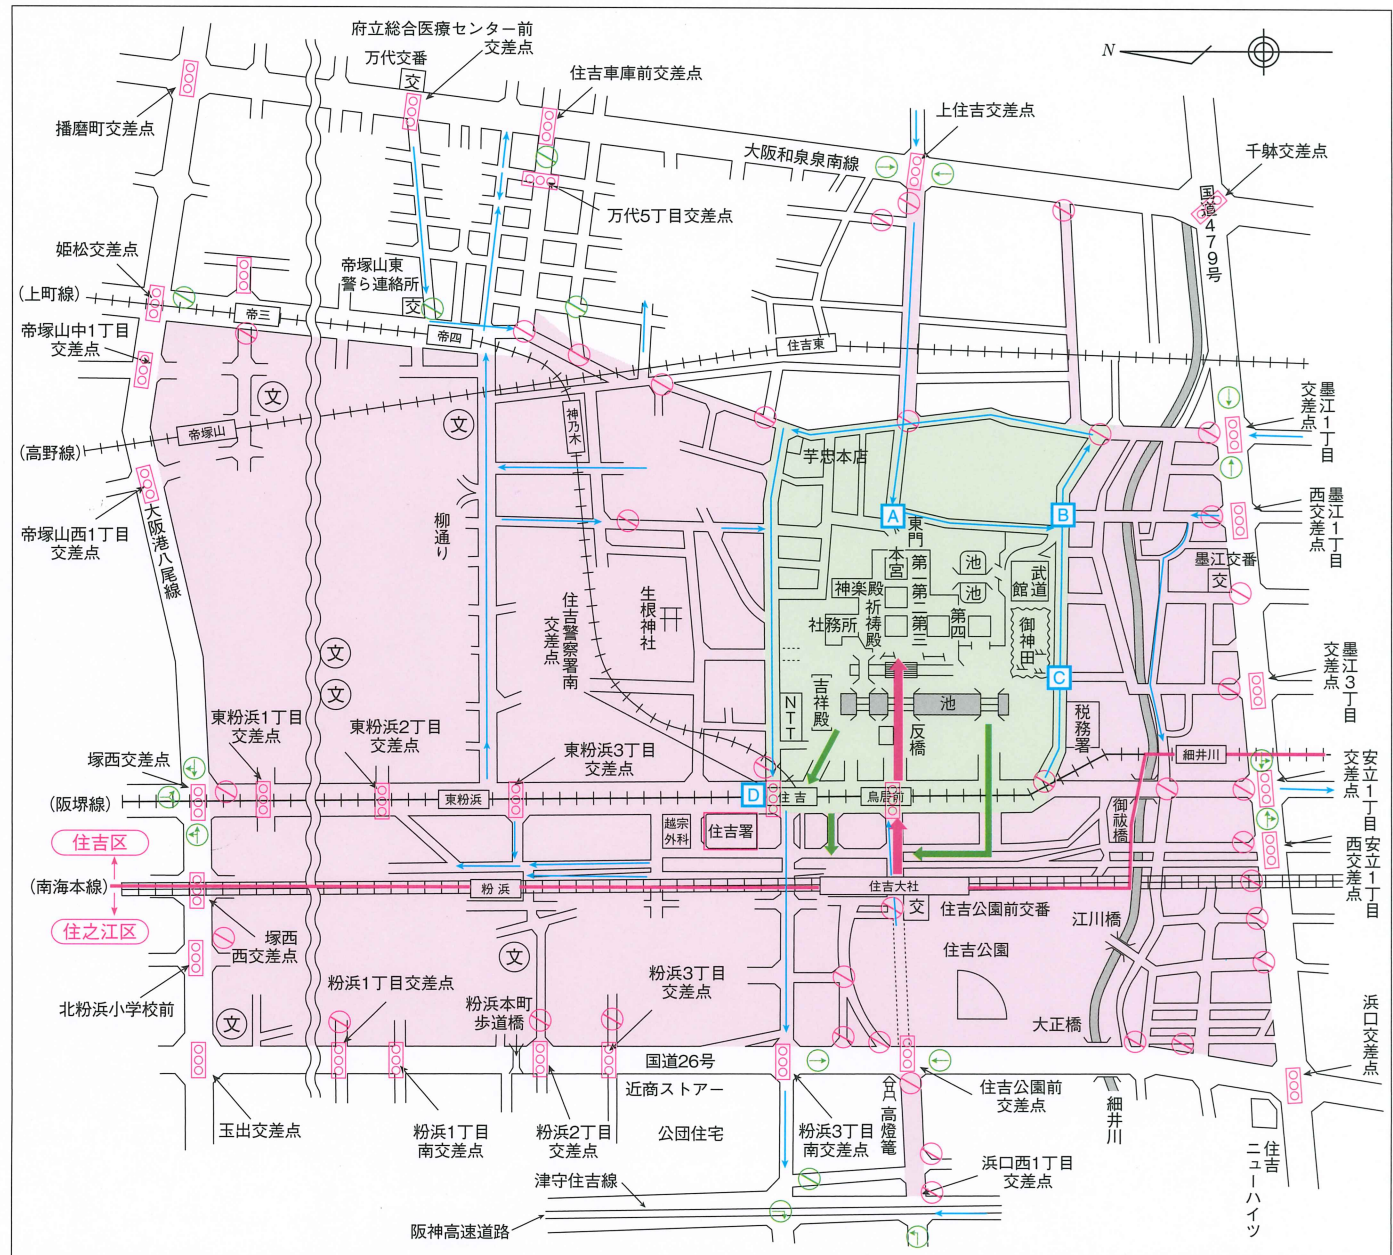 府立総合医療センター前
交差点
万代交番
交
住吉車庫前交差点
N
播磨町交差点
上住吉交差点
大阪和泉泉南線
千躰交差点
万代5丁目交差点
国道479号
姫松交差点
帝塚山東
警ら連絡所
交
(上町線)
帝三
帝四
住吉東
帝塚山中1丁目
交差点
文
文
神乃木
墨江1丁目
交差点
(高野線)
帝塚山
芋忠本店
帝塚山西1丁目
交差点
大阪港八尾線
柳通り
A
B
東門
墨江1丁目
西交差点
墨江交番
交
本宮
第一
第二
第三
第四
池
池
武道館
神楽殿
祈祷殿
社務所
御神田
生根神社
住吉警察署南
交差点
文
文
C
墨江3丁目
交差点
吉祥殿
NTT
池
反橋
税務署
東粉浜1丁目
交差点
東粉浜2丁目
交差点
東粉浜3丁目
交差点
塚西交差点
細井川
安立1丁目
交差点
(阪堺線)
東粉浜
D
住吉
鳥居前
御祓橋
越宗
外科
住吉署
住吉区
安立1丁目
西交差点
(南海本線)
粉浜
住吉大社
住之江区
交
住吉公園前交番
江川橋
塚西
西交差点
文
住吉公園
北粉浜小学校前
文
粉浜1丁目交差点
粉浜本町
歩道橋
粉浜3丁目
交差点
大正橋
浜口交差点
国道26号
近商ストアー
住吉公園前
交差点
高燈篭
細井川
玉出交差点
粉浜1丁目
南交差点
粉浜2丁目
交差点
公団住宅
粉浜3丁目
南交差点
住吉
ニューハイツ
浜口西1丁目
交差点
津守住吉線
阪神高速道路